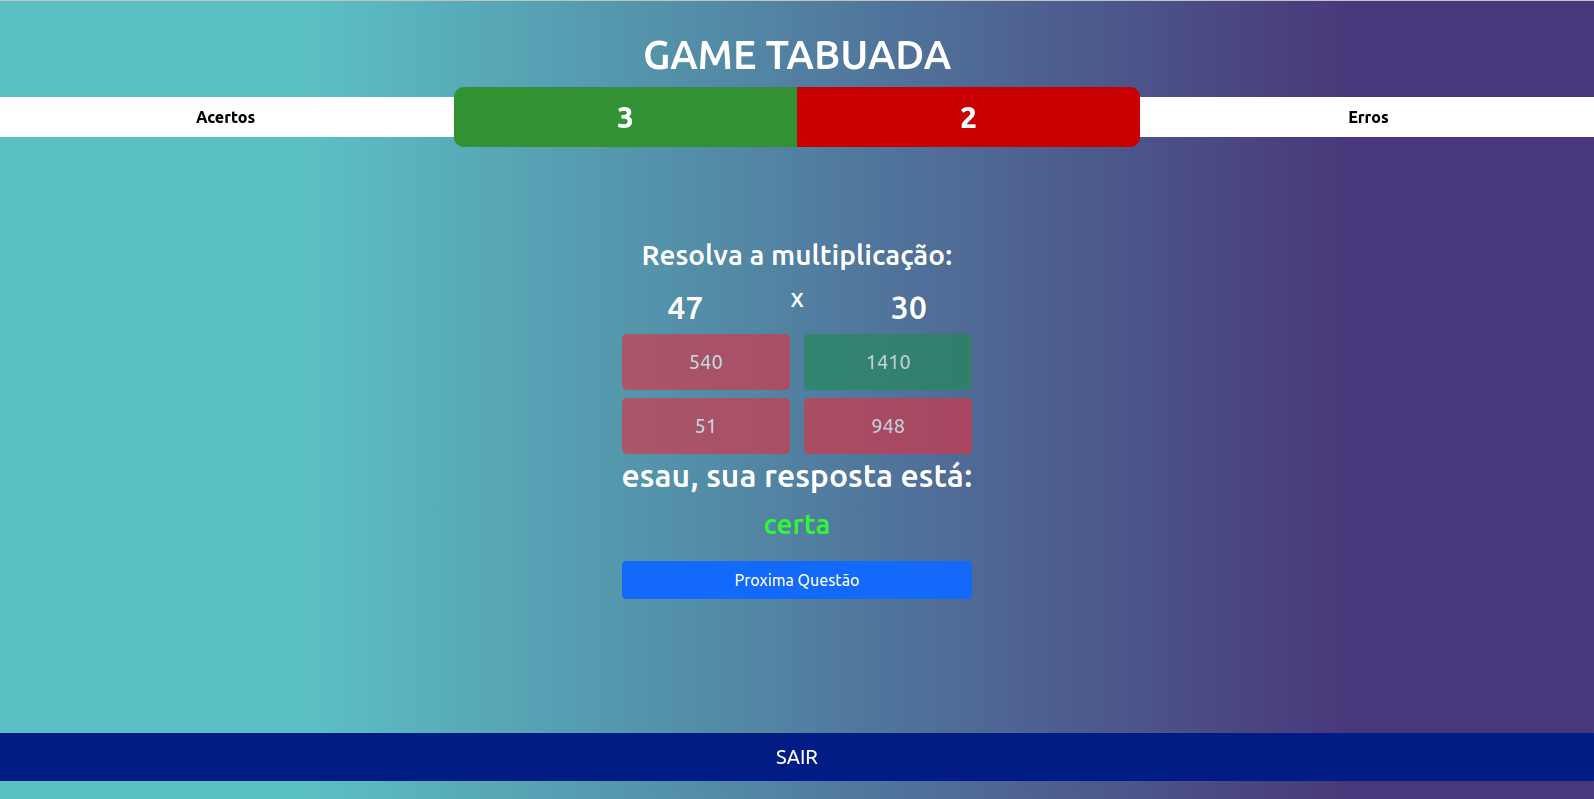 GAME TABUADA
Acertos 3 2 Erros
Resolva a multiplicação:
47 x 30
540 1410
51 948
esau, sua resposta está:
certa
Proxima Questão
SAIR